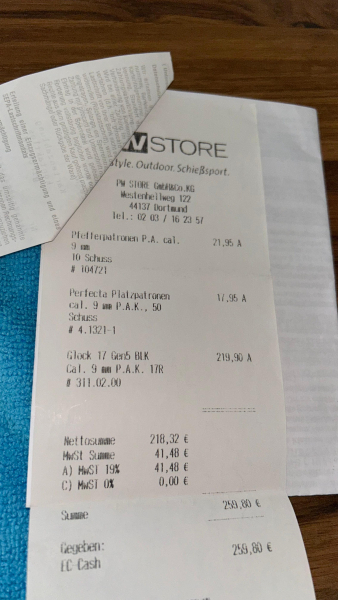 W STORE
style. Outdoor. Schießsport.
PW STORE GmbH&Co.KG
Westenhellweg 122
44137 Dortmund
Tel.: 02 03 / 16 23 57
Pfefferpatronen P.A. cal. 21,95 A
9 mm
10 Schuss
# 104721
Perfecta Platzpatronen 17,95 A
cal. 9 mm P.A.K., 50
Schuss
# 4.1321-1
Glock 17 Gen5 BLK 219,90 A
Cal. 9 mm P.A.K. 17R
# 311.02.00
Nettosumme 218,32 €
MwSt Summe 41,48 €
A) MwST 19% 41,48 €
C) MwST 0% 0,00 €
Summe 259,80 €
Gegeben: 259,80 €
EC-Cash